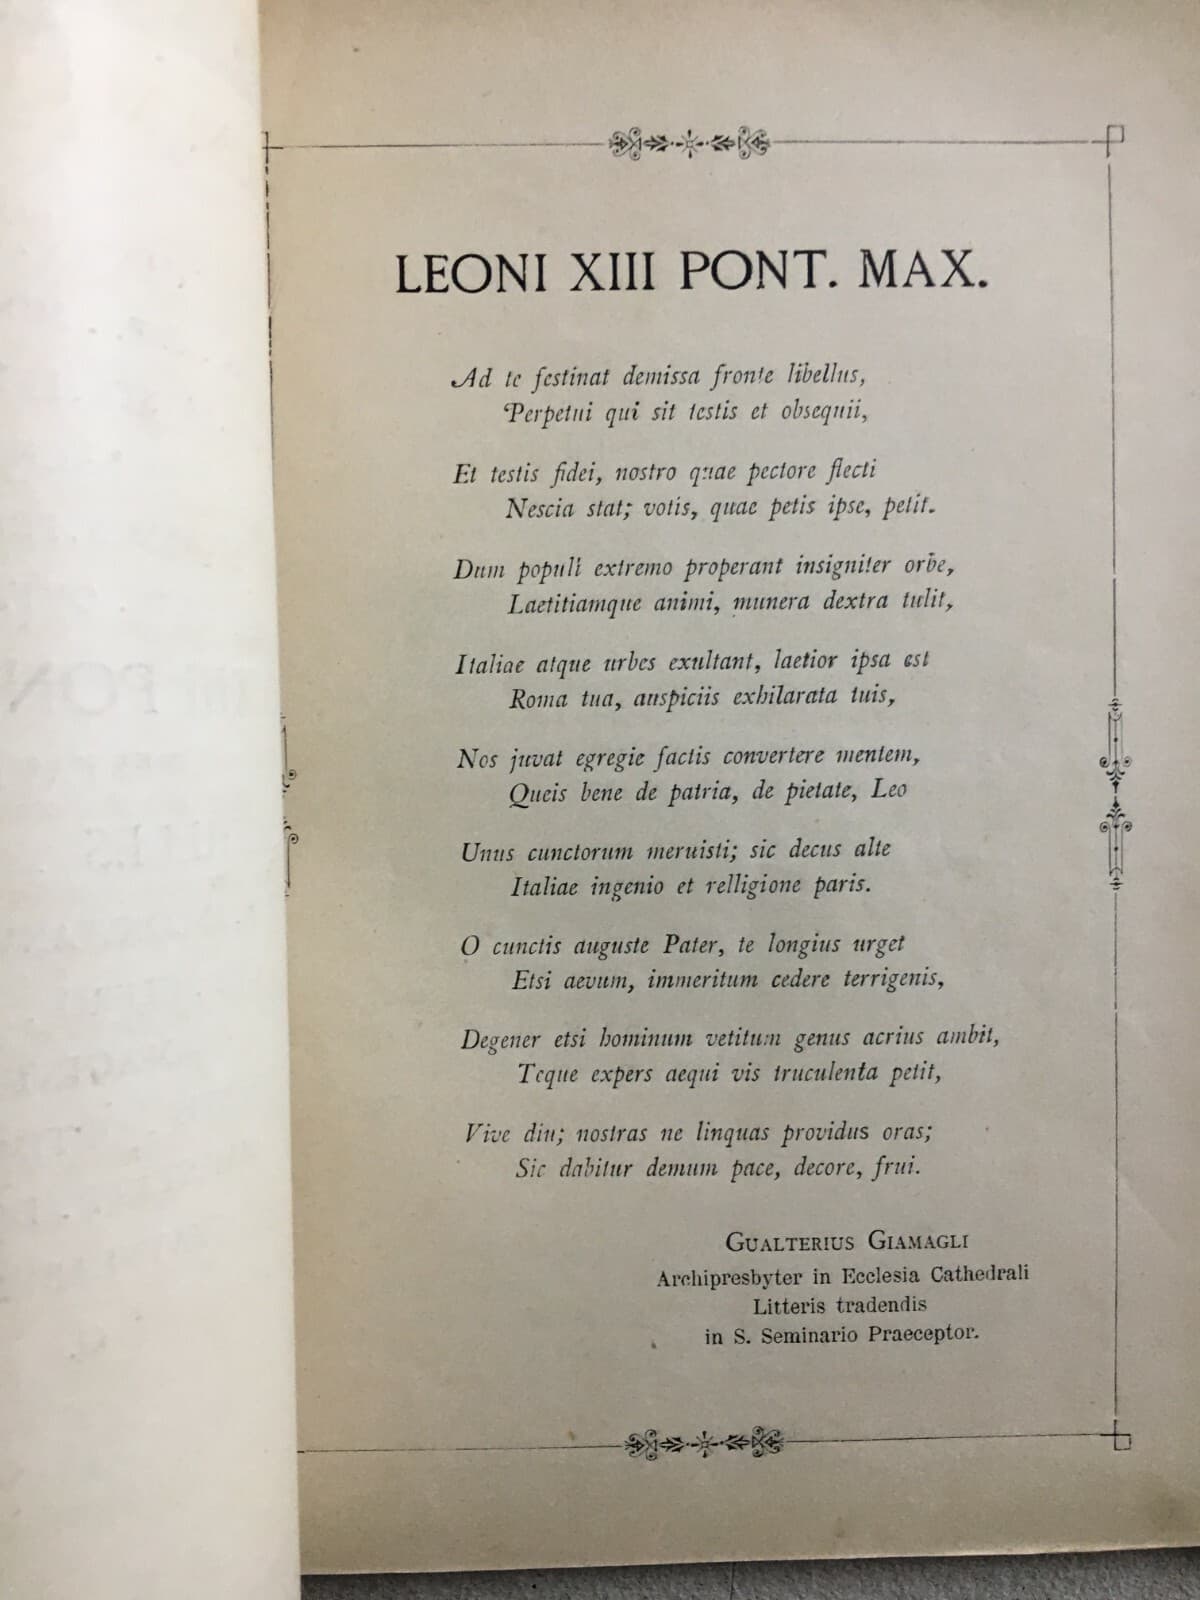 LEONI XIII PONT. MAX.
Ad te festinat demissa fronte libellus,
Perpetui qui sit testis et obsequii,
Et testis fidei, nostro quae pectore flecti
Nescia stat; votis, quae petis ipse, petit.
Dum populi extremo properant insigniter orbe,
Laetitiamque animi, munera dextra tulit,
Italiae atque urbes exultant, laetior ipsa est
Roma tua, auspiciis exhilarata tuis,
Nos juvat egregie factis convertere mentem,
Queis bene de patria, de pietate, Leo
Unus cunctorum meruisti; sic decus alte
Italiae ingenio et relligione paris.
O cunctis auguste Pater, te longius urget
Etsi aevum, immeritum cedere terrigenis,
Degener etsi hominum vetitum genus acrius ambit,
Teque expers aequi vis truculenta petit,
Vive diu; nostras ne linquas providus oras;
Sic dabitur demum pace, decore, frui.
GUALTERIUS GIAMAGLI
Archipresbyter in Ecclesia Cathedrali
Litteris tradendis
in S. Seminario Praeceptor.